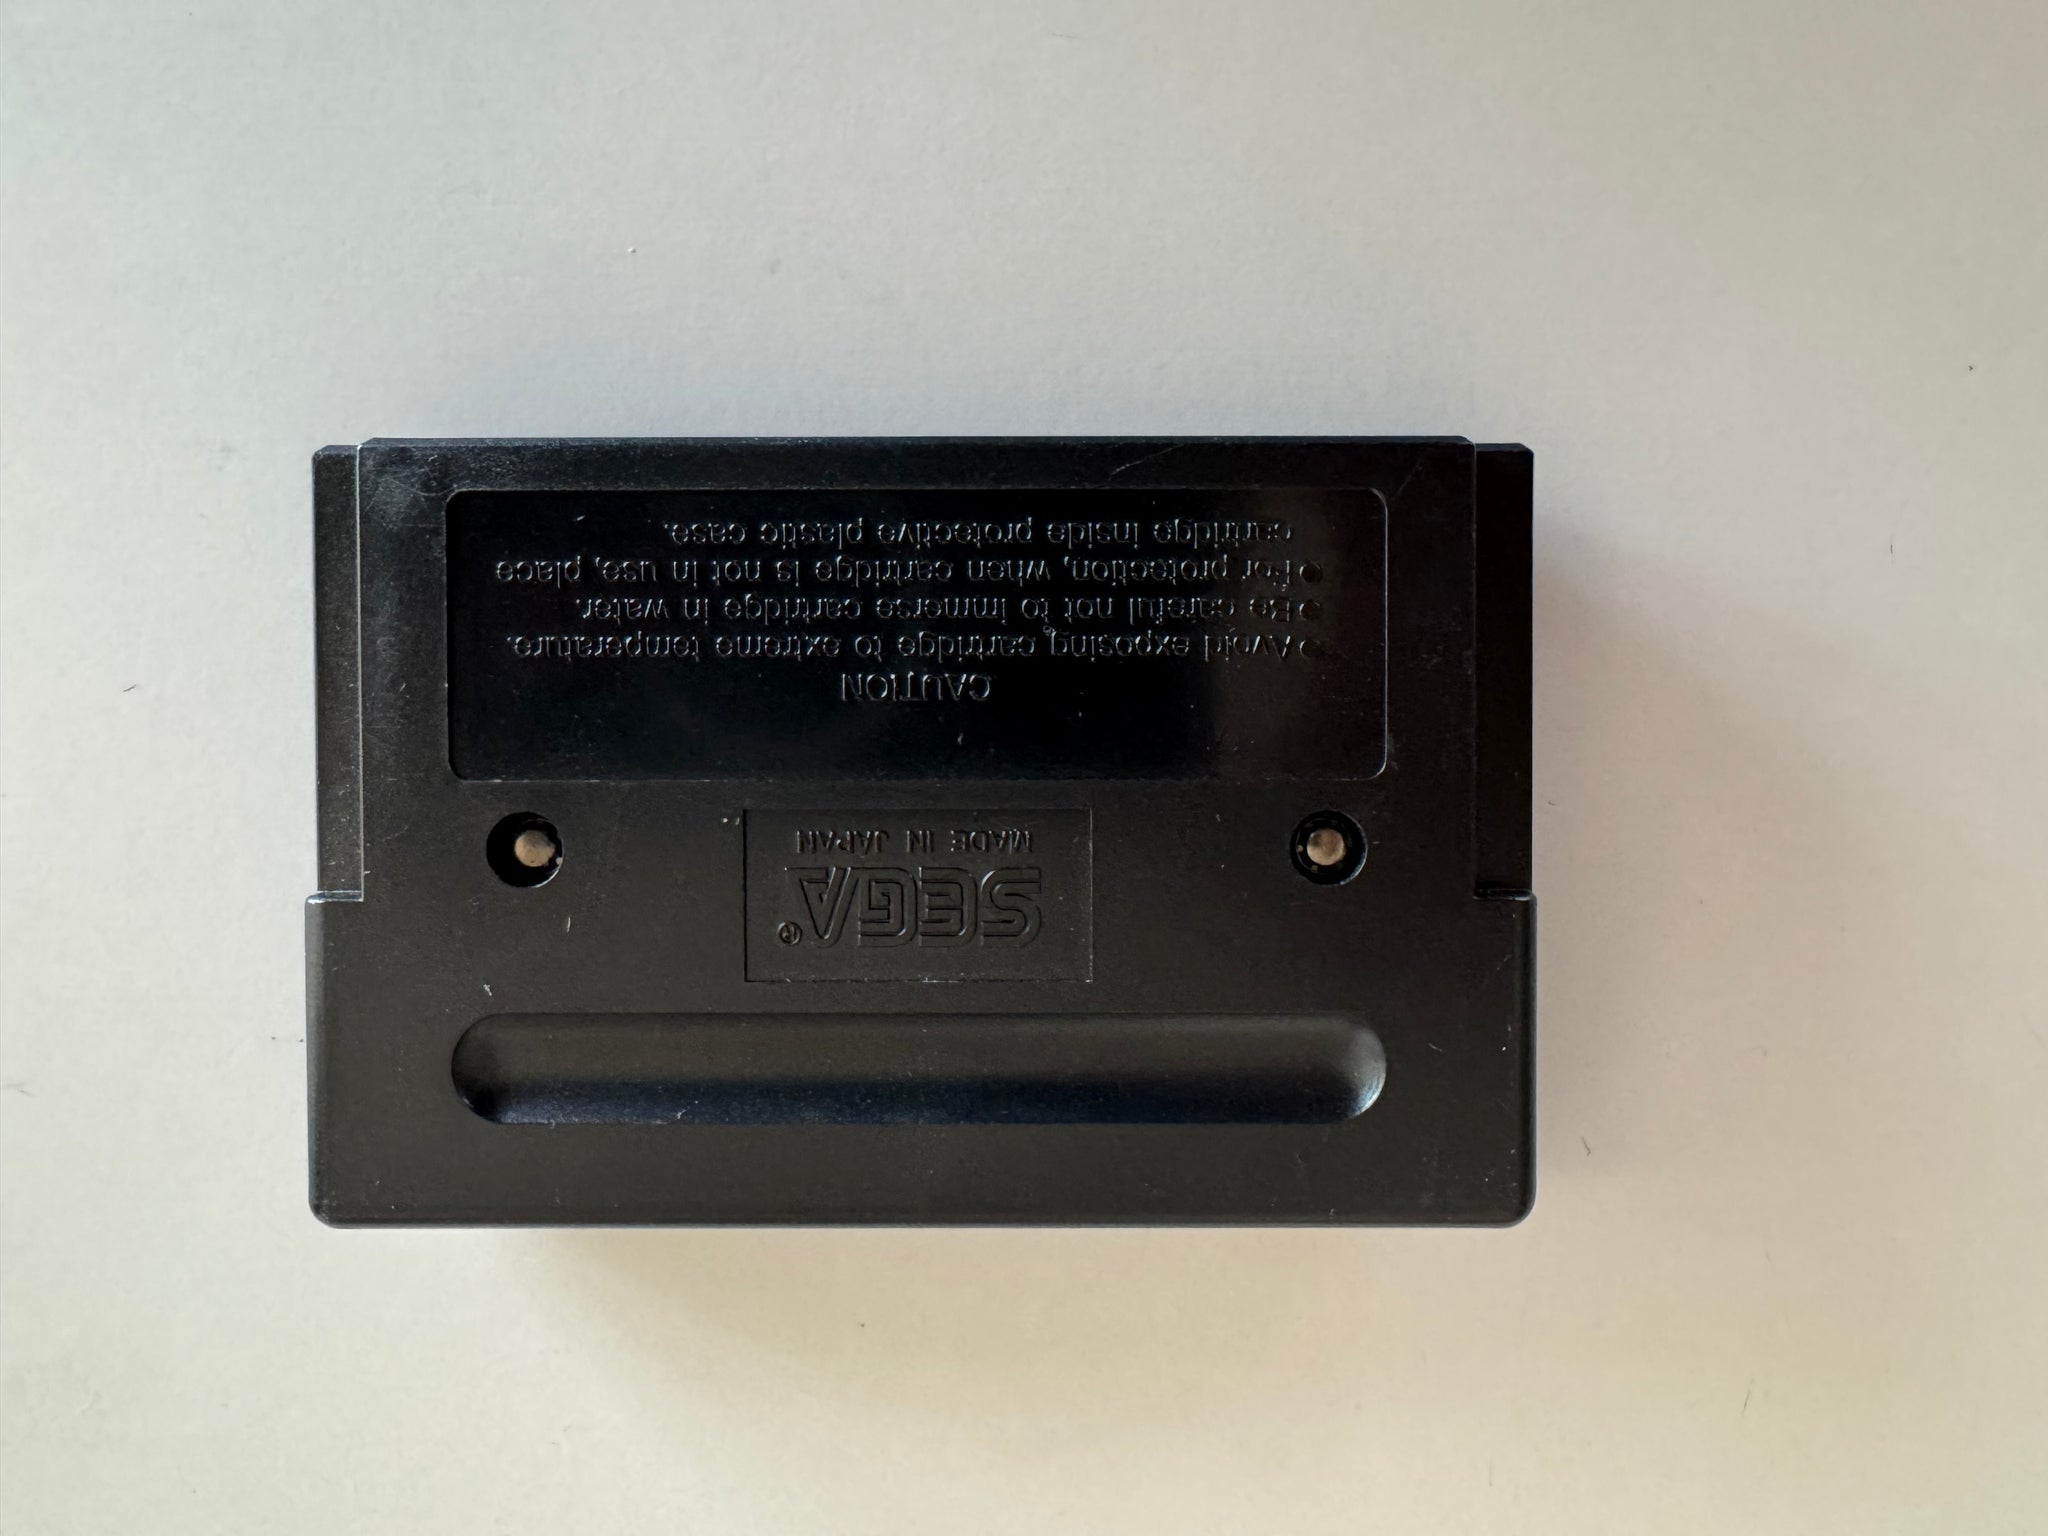 SEGA®
MADE IN JAPAN
CAUTION
●Avoid exposing cartridge to extreme temperature.
●Be careful not to immerse cartridge in water.
●For protection, when cartridge is not in use, place
cartridge inside protective plastic case.